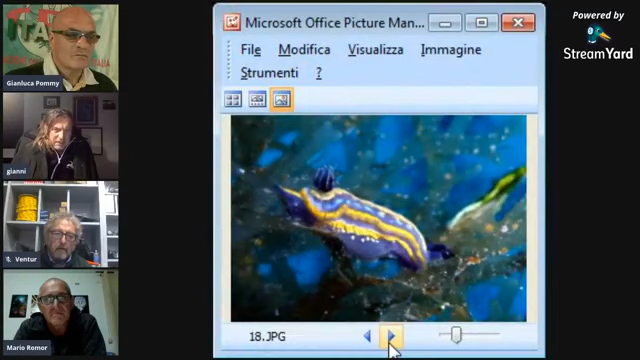 Gianluca Pommy
gianni
Ventur
Mario Romor
Microsoft Office Picture Man...
File Modifica Visualizza Immagine
Strumenti ?
18.JPG
Powered by
StreamYard